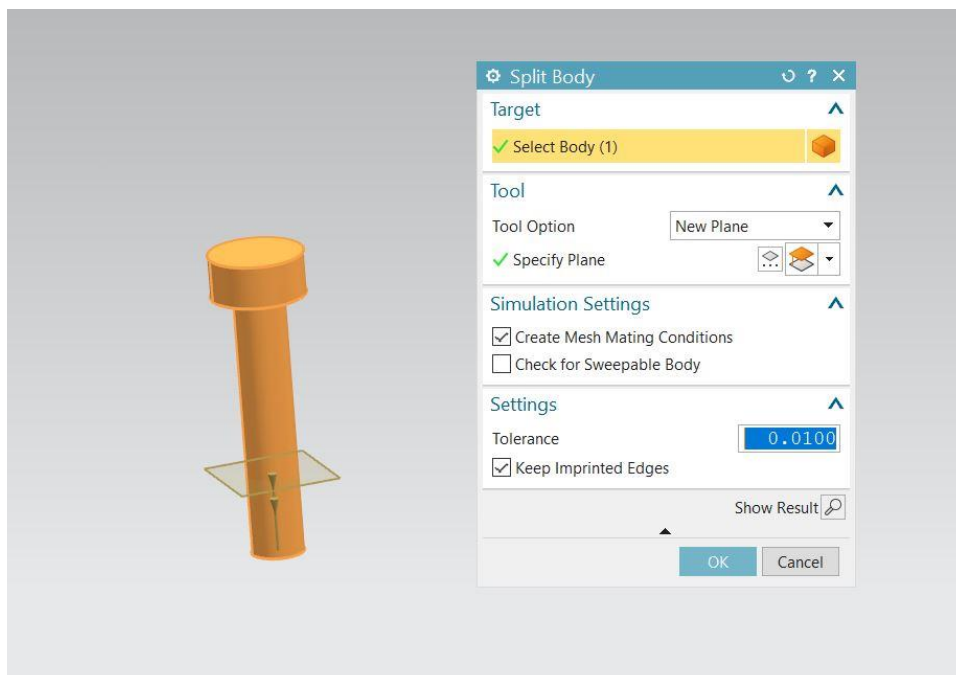 Split Body ?
Target
Select Body (1)
Tool
Tool Option New Plane
Specify Plane
Simulation Settings
Create Mesh Mating Conditions
Check for Sweepable Body
Settings
Tolerance 0.0100
Keep Imprinted Edges
Show Result
OK Cancel